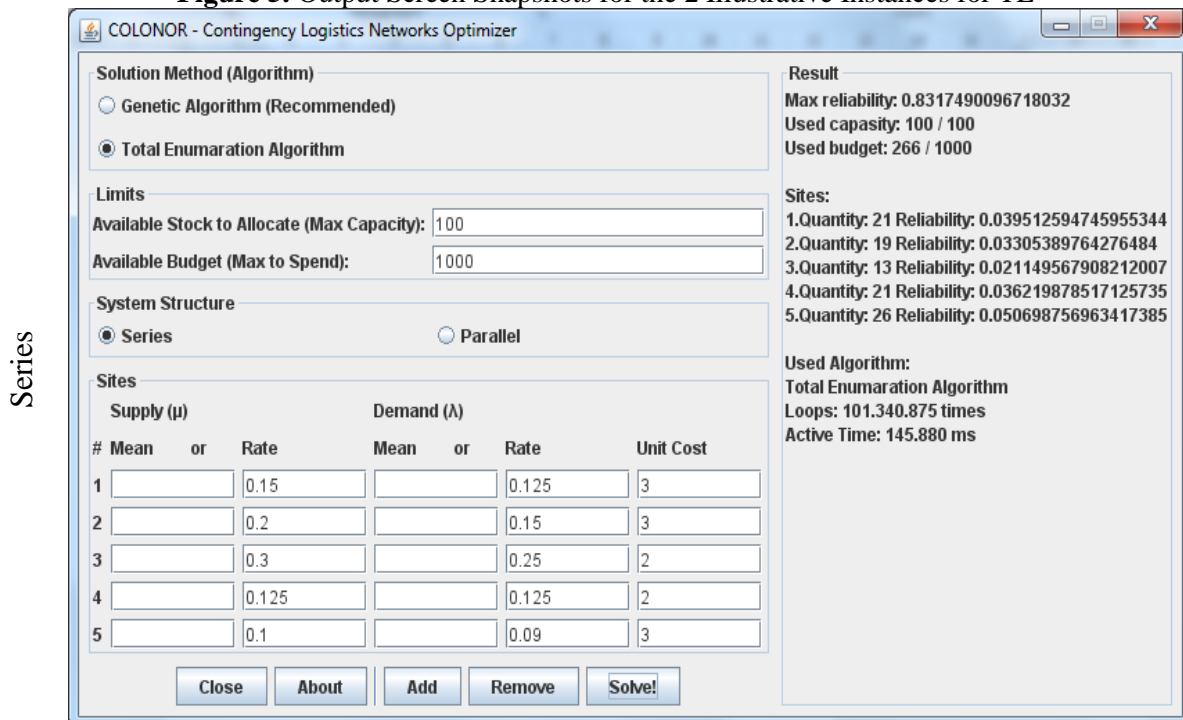 Figure 3. Output Screen Snapshots for the 2 Illustrative Instances for TE
Series
COLONOR - Contingency Logistics Networks Optimizer
Solution Method (Algorithm)
Genetic Algorithm (Recommended)
Total Enumaration Algorithm
Limits
Available Stock to Allocate (Max Capacity): 100
Available Budget (Max to Spend): 1000
System Structure
Series Parallel
Sites
Supply (µ) Demand (Λ)
# Mean or Rate Mean or Rate Unit Cost
1 0.15 0.125 3
2 0.2 0.15 3
3 0.3 0.25 2
4 0.125 0.125 2
5 0.1 0.09 3
Close About Add Remove Solve!
Result
Max reliability: 0.8317490096718032
Used capasity: 100 / 100
Used budget: 266 / 1000
Sites:
1.Quantity: 21 Reliability: 0.039512594745955344
2.Quantity: 19 Reliability: 0.03305389764276484
3.Quantity: 13 Reliability: 0.021149567908212007
4.Quantity: 21 Reliability: 0.036219878517125735
5.Quantity: 26 Reliability: 0.050698756963417385
Used Algorithm:
Total Enumaration Algorithm
Loops: 101.340.875 times
Active Time: 145.880 ms